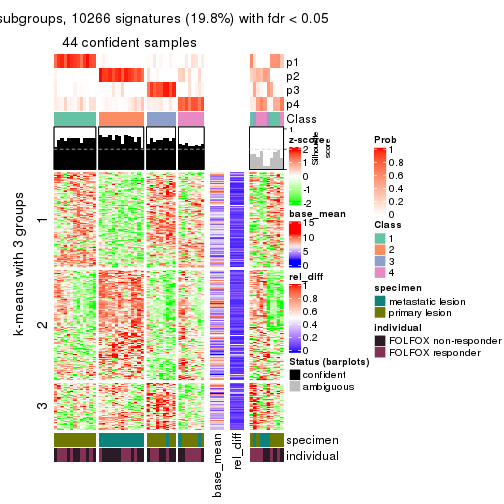 subgroups, 10266 signatures (19.8%) with fdr < 0.05
44 confident samples
p1
p2
p3
p4
Class
1
Silhouette
score
z-score
2
1
0
-1
-2
base_mean
15
10
5
0
rel_diff
1
0.8
0.6
0.4
0.2
0
Status (barplots)
confident
ambiguous
Prob
1
0.8
0.6
0.4
0.2
0
Class
1
2
3
4
specimen
metastatic lesion
primary lesion
individual
FOLFOX non-responder
FOLFOX responder
k-means with 3 groups
1
2
3
specimen
individual
base_mean
rel_diff